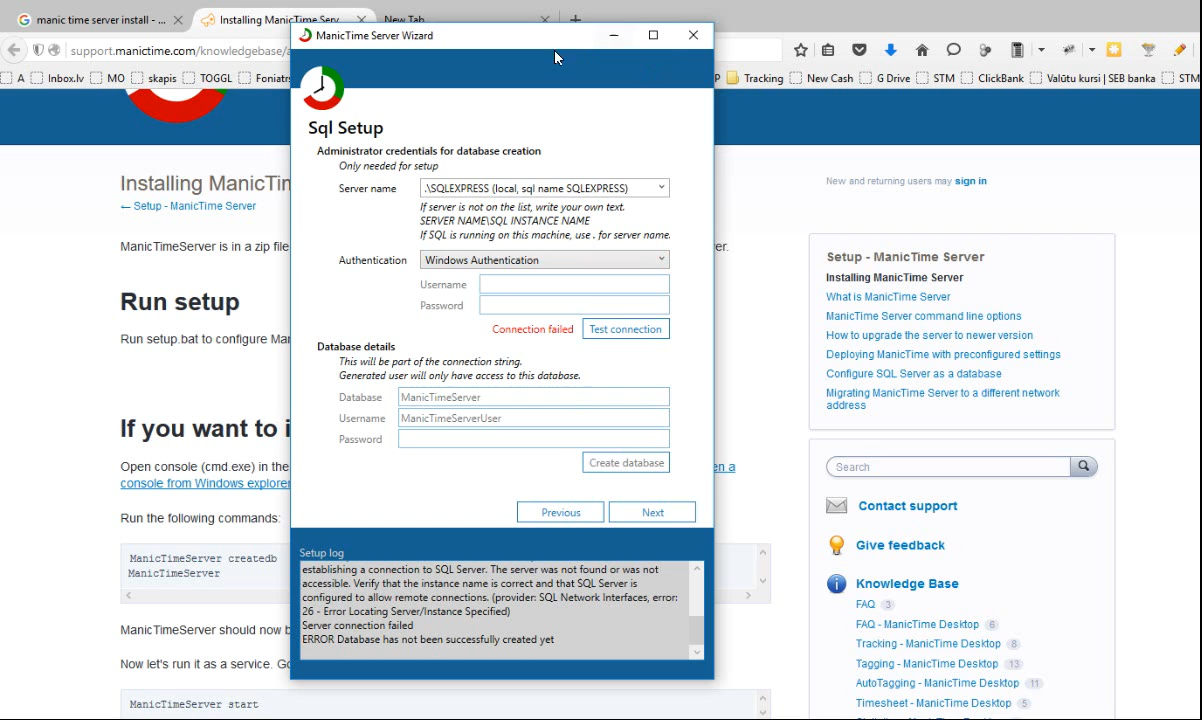 manic time server install - ...
Installing ManicTime Serv
New Tab
support.manictime.com/knowledgebase/a
A
Inbox.lv
MO
skapis
TOGGL
Foniatr
P
Tracking
New Cash
G Drive
STM
ClickBank
Valūtu kursi | SEB banka
STM
ManicTime Server Wizard
Sql Setup
Administrator credentials for database creation
Only needed for setup
Server name
.\SQLEXPRESS (local, sql name SQLEXPRESS)
If server is not on the list, write your own text.
SERVER NAME\SQL INSTANCE NAME
If SQL is running on this machine, use . for server name.
Authentication
Windows Authentication
Username
Password
Connection failed
Test connection
Database details
This will be part of the connection string.
Generated user will only have access to this database.
Database
ManicTimeServer
Username
ManicTimeServerUser
Password
Create database
Previous
Next
Setup log
establishing a connection to SQL Server. The server was not found or was not
accessible. Verify that the instance name is correct and that SQL Server is
configured to allow remote connections. (provider: SQL Network Interfaces, error:
26 - Error Locating Server/Instance Specified)
Server connection failed
ERROR Database has not been successfully created yet
Installing ManicTin
← Setup - ManicTime Server
ManicTimeServer is in a zip file
ver.
Run setup
Run setup.bat to configure Mar
If you want to i
Open console (cmd.exe) in the
en a
console from Windows explorer
Run the following commands:
ManicTimeServer createdb
ManicTimeServer
ManicTimeServer should now b
Now let's run it as a service. Go
ManicTimeServer start
New and returning users may sign in
Setup - ManicTime Server
Installing ManicTime Server
What is ManicTime Server
ManicTime Server command line options
How to upgrade the server to newer version
Deploying ManicTime with preconfigured settings
Configure SQL Server as a database
Migrating ManicTime Server to a different network
address
Search
Contact support
Give feedback
Knowledge Base
FAQ 3
FAQ - ManicTime Desktop 6
Tracking - ManicTime Desktop 8
Tagging - ManicTime Desktop 13
AutoTagging - ManicTime Desktop 11
Timesheet - ManicTime Desktop 5